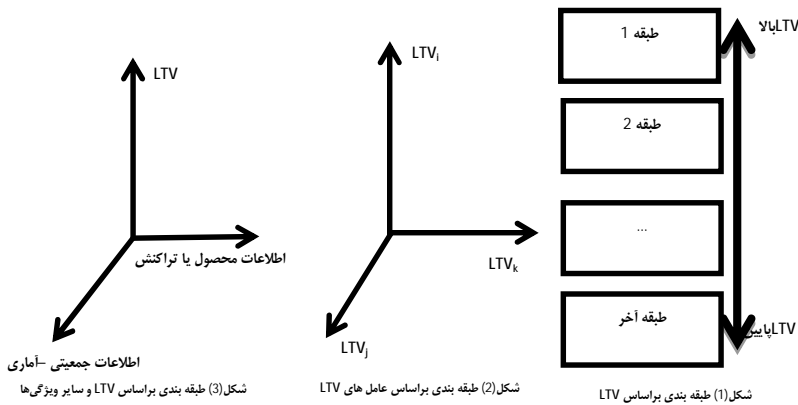 LTVبالا
طبقه 1
طبقه 2
...
طبقه آخر
LTVپایین
شکل(1) طبقه بندی براساس LTV
LTVi
LTVk
LTVj
شکل(2) طبقه بندی براساس عامل های LTV
LTV
اطلاعات محصول یا تراکنش
اطلاعات جمعیتی –آماری
شکل(3) طبقه بندی براساس LTV و سایر ویژگی‌ها